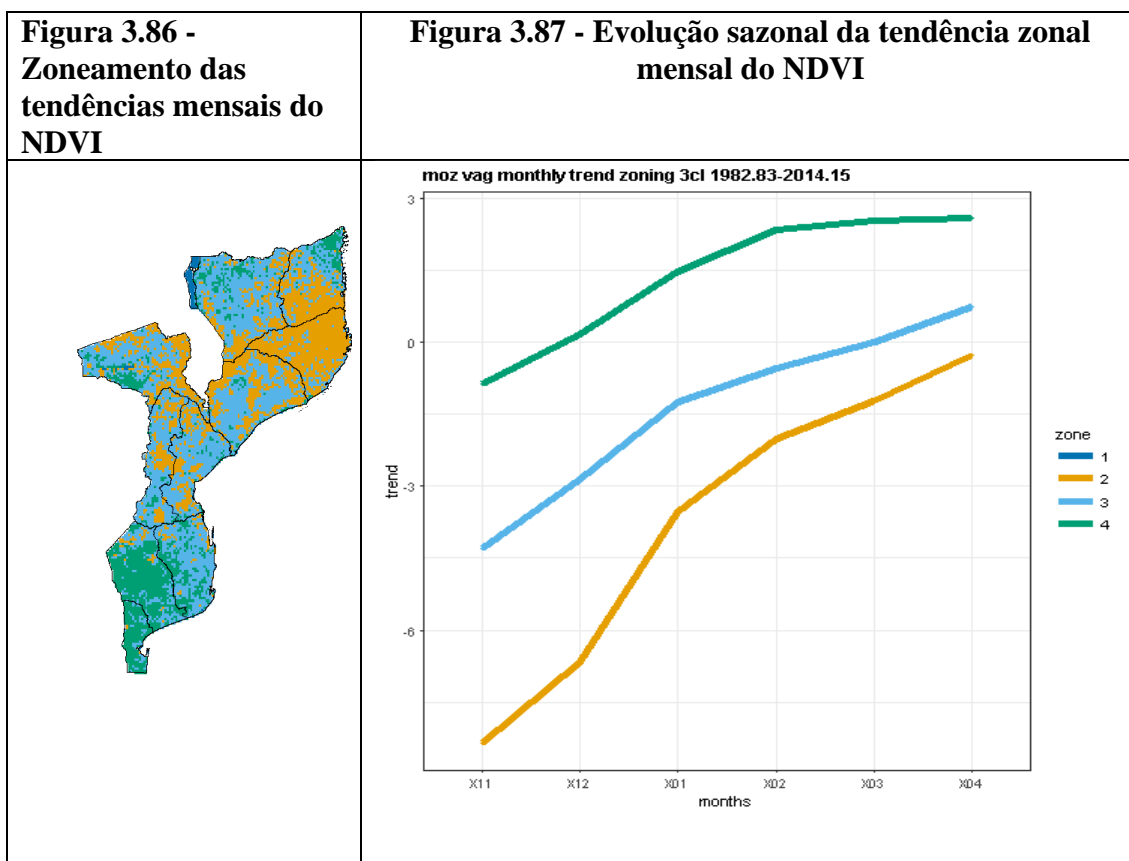 Figura 3.86 -
Zoneamento das
tendências mensais do
NDVI
Figura 3.87 - Evolução sazonal da tendência zonal
mensal do NDVI
moz vag monthly trend zoning 3cl 1982.83-2014.15
3
0
-3
-6
trend
X11 X12 X01 X02 X03 X04
months
zone
1
2
3
4